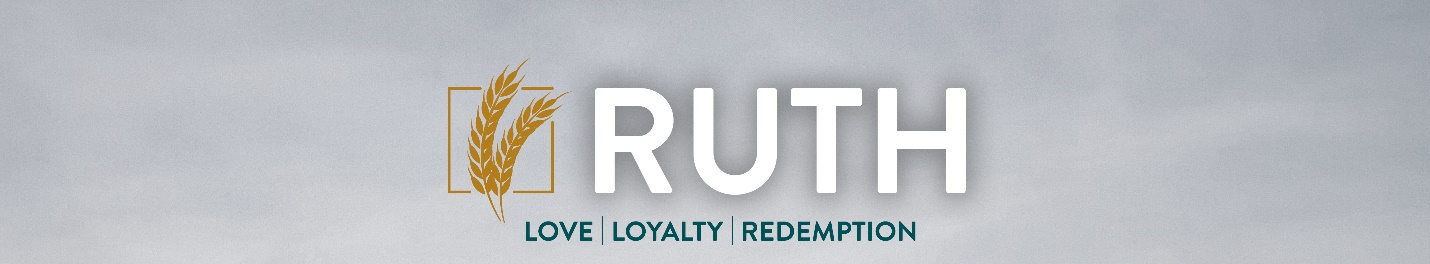 RUTH
LOVE | LOYALTY | REDEMPTION